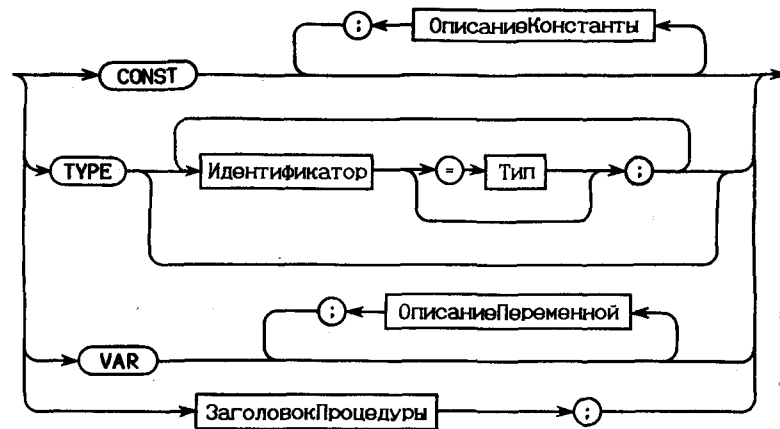 ; ОписаниеКонстанты
CONST
TYPE Идентификатор = Тип ;
; ОписаниеПеременной
VAR
ЗаголовокПроцедуры ;